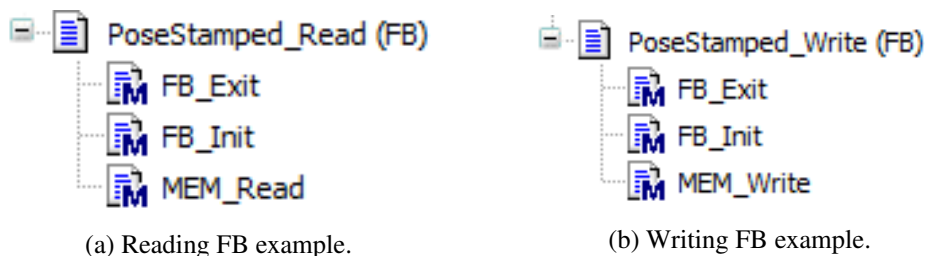 PoseStamped_Read (FB)
FB_Exit
FB_Init
MEM_Read
(a) Reading FB example.
PoseStamped_Write (FB)
FB_Exit
FB_Init
MEM_Write
(b) Writing FB example.